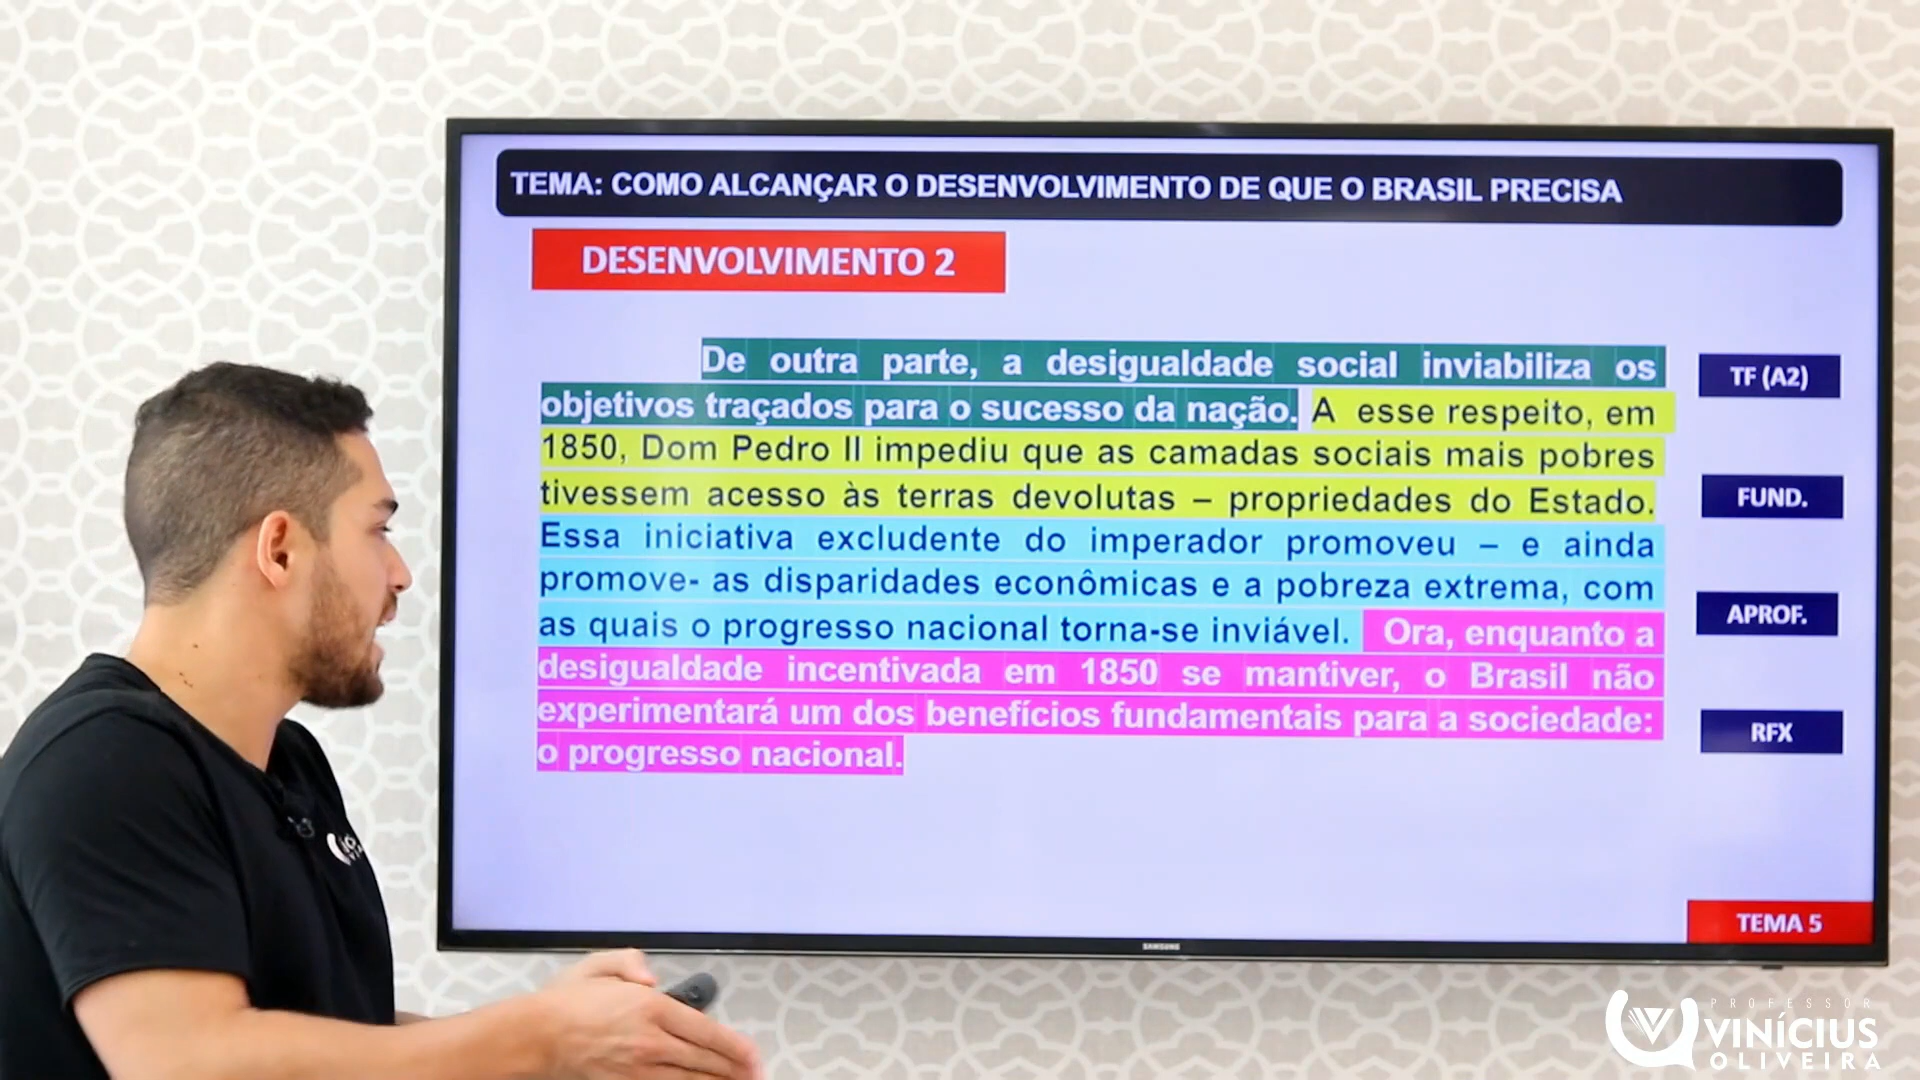 TEMA: COMO ALCANÇAR O DESENVOLVIMENTO DE QUE O BRASIL PRECISA
DESENVOLVIMENTO 2
De outra parte, a desigualdade social inviabiliza os
objetivos traçados para o sucesso da nação. A esse respeito, em
1850, Dom Pedro II impediu que as camadas sociais mais pobres
tivessem acesso às terras devolutas – propriedades do Estado.
Essa iniciativa excludente do imperador promoveu – e ainda
promove- as disparidades econômicas e a pobreza extrema, com
as quais o progresso nacional torna-se inviável. Ora, enquanto a
desigualdade incentivada em 1850 se mantiver, o Brasil não
experimentará um dos benefícios fundamentais para a sociedade:
o progresso nacional.
TF (A2)
FUND.
APROF.
RFX
TEMA 5
SAMSUNG
PROFESSOR
VINÍCIUS
OLIVEIRA